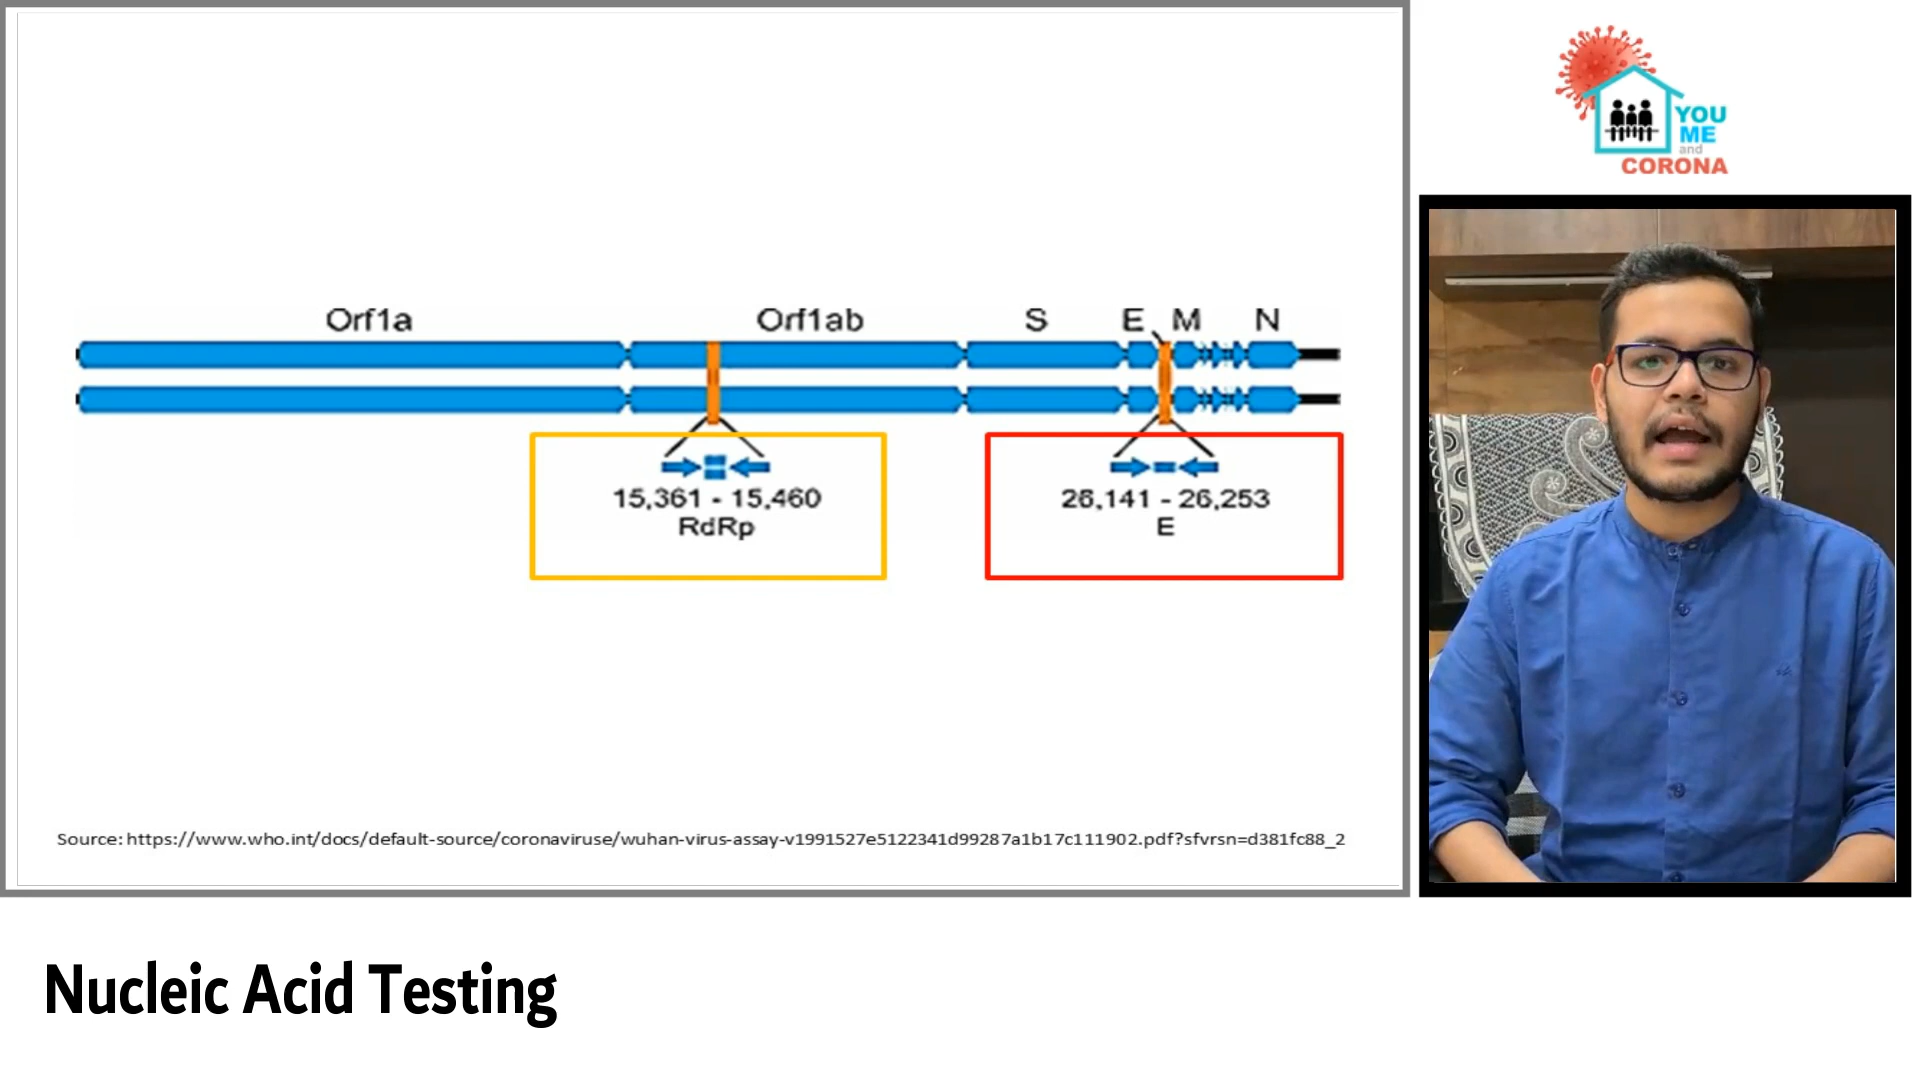 Orf1a Orf1ab S E M N
15,361 - 15,460
RdRp
26,141 - 26,253
E
Source: https://www.who.int/docs/default-source/coronaviruse/wuhan-virus-assay-v1991527e5122341d99287a1b17c111902.pdf?sfvrsn=d381fc88_2
YOU
ME
and
CORONA
Nucleic Acid Testing